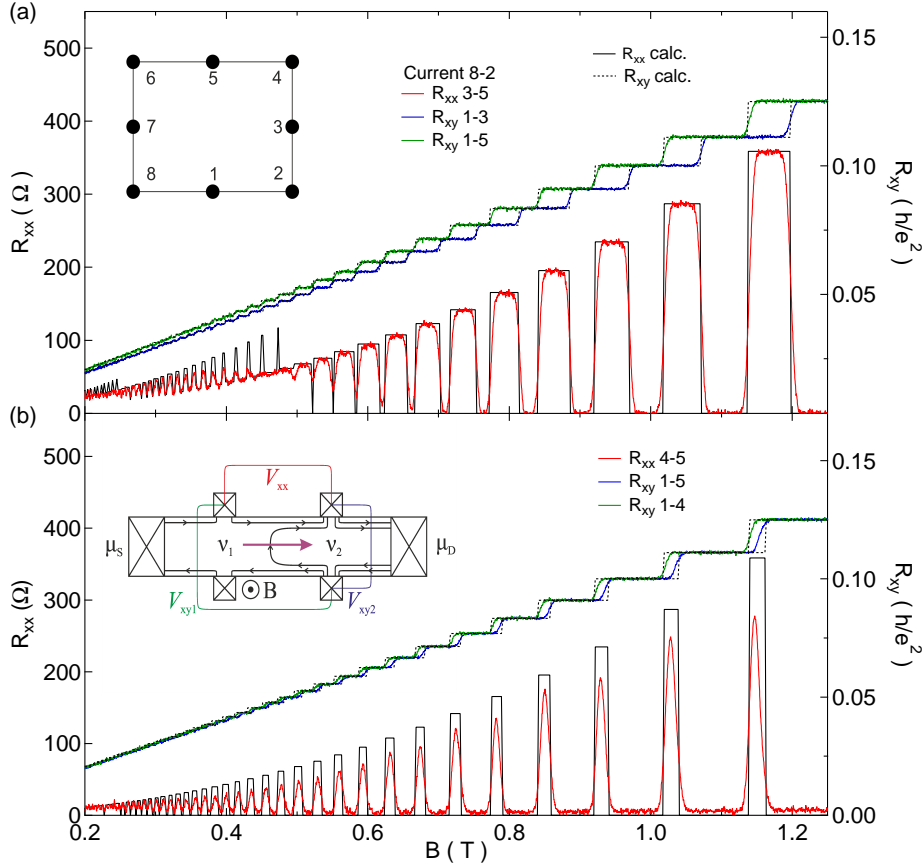 (a)
500
400
300
200
100
0
R_xx ( Ω )
0.15
0.10
0.05
R_xy ( h/e² )
6 5 4
7 3
8 1 2
Current 8-2
R_xx 3-5
R_xy 1-3
R_xy 1-5
R_xx calc.
R_xy calc.
(b)
500
400
300
200
100
0
R_xx (Ω)
0.15
0.10
0.05
0.00
R_xy ( h/e² )
V_xx
μ_S
ν_1
ν_2
μ_D
B
V_xy1
V_xy2
R_xx 4-5
R_xy 1-5
R_xy 1-4
0.2 0.4 0.6 0.8 1.0 1.2
B ( T )